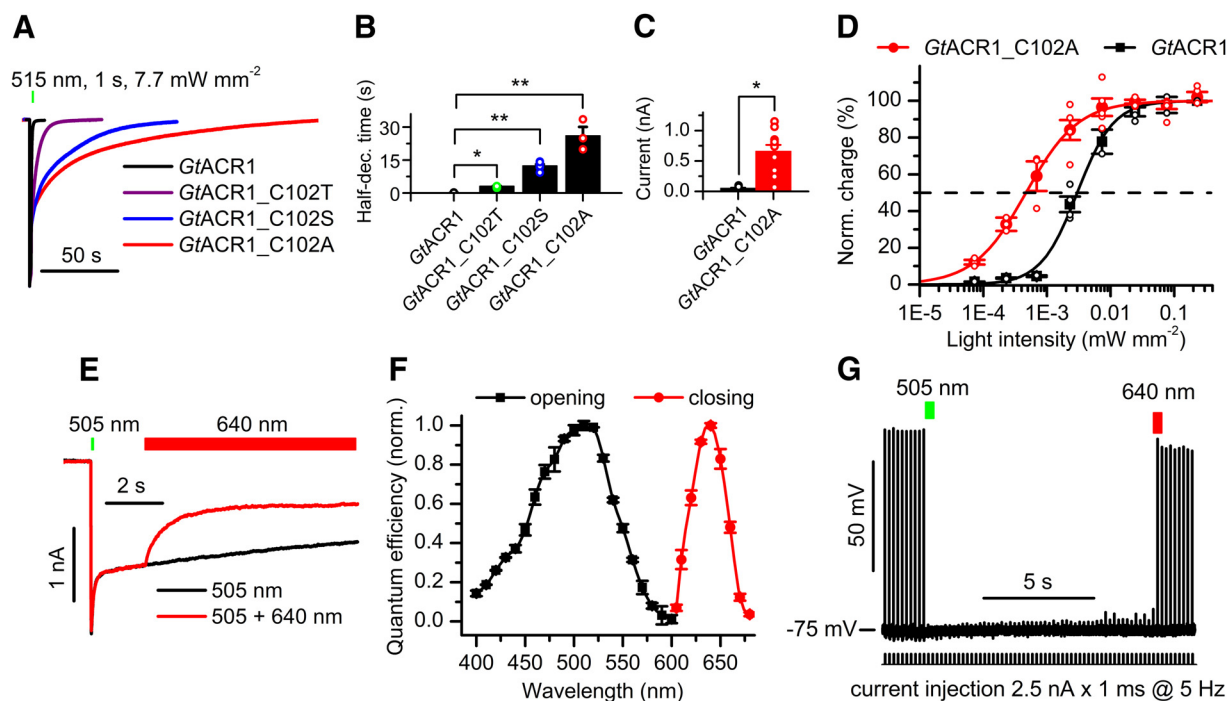 A
515 nm, 1 s, 7.7 mW mm-2
GtACR1
GtACR1_C102T
GtACR1_C102S
GtACR1_C102A
50 s
B
Half-dec. time (s)
30
15
0
*
**
**
GtACR1
GtACR1_C102T
GtACR1_C102S
GtACR1_C102A
C
Current (nA)
1.0
0.5
0.0
*
GtACR1
GtACR1_C102A
D
GtACR1_C102A GtACR1
Norm. charge (%)
100
80
60
40
20
0
1E-5 1E-4 1E-3 0.01 0.1
Light intensity (mW mm-2)
E
505 nm 640 nm
2 s
1 nA
505 nm
505 + 640 nm
F
opening closing
Quantum efficiency (norm.)
1.0
0.8
0.6
0.4
0.2
0.0
400 450 500 550 600 650
Wavelength (nm)
G
505 nm 640 nm
50 mV
5 s
-75 mV
current injection 2.5 nA x 1 ms @ 5 Hz